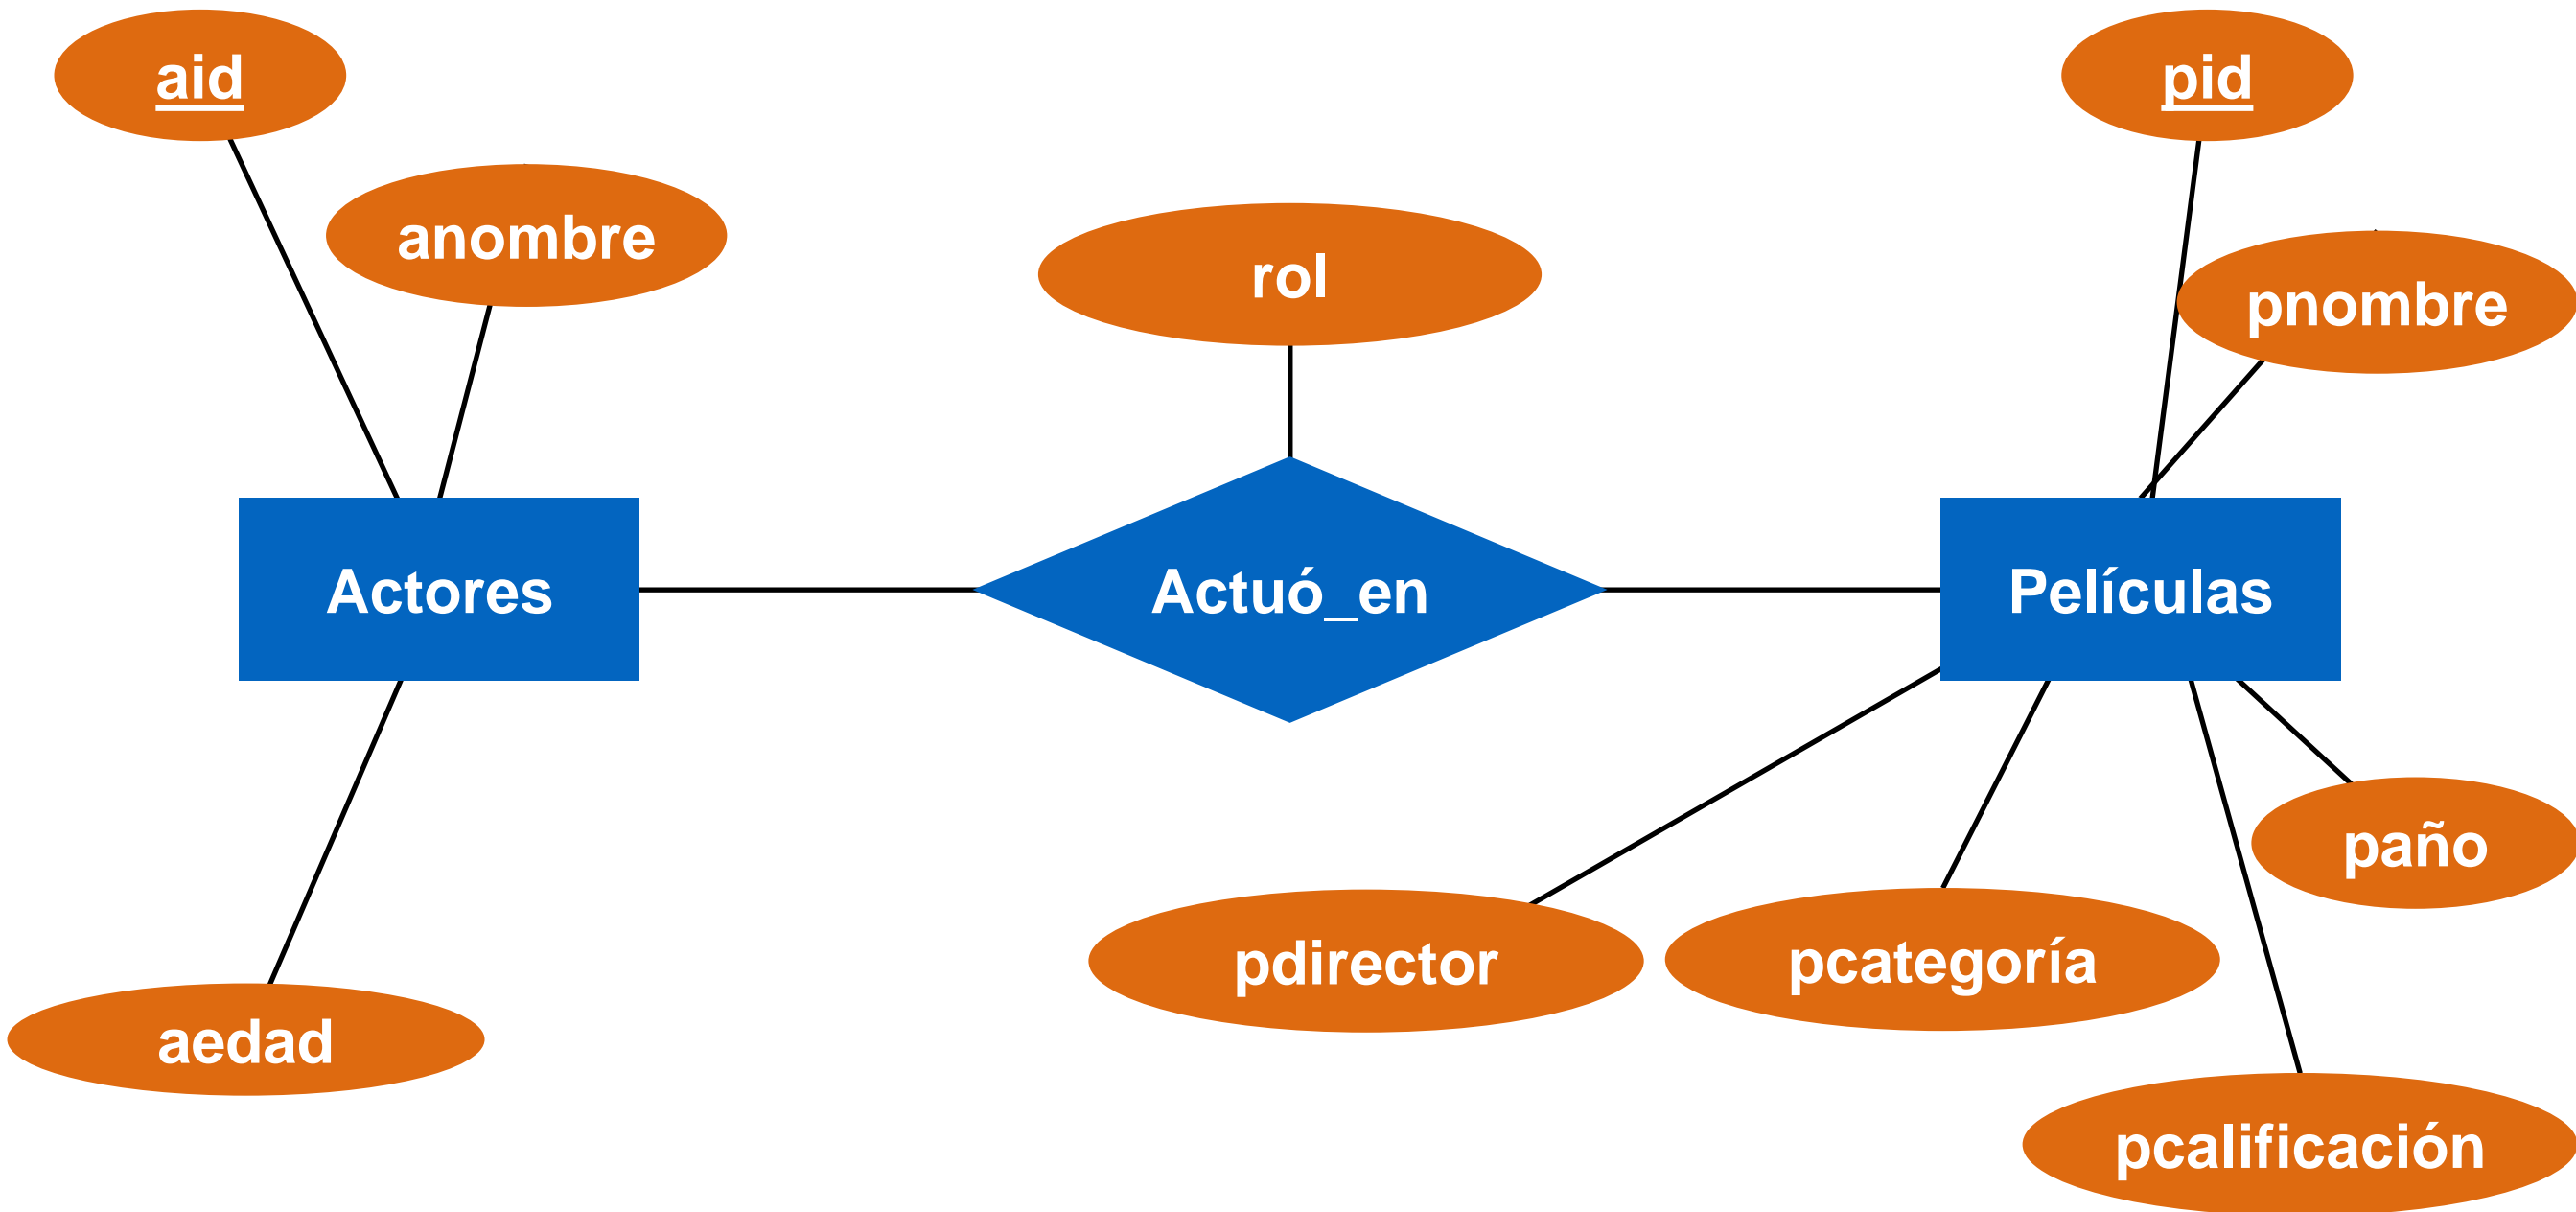 aid
pid
anombre
rol
pnombre
Actores
Actuó_en
Películas
paño
pdirector
pcategoría
aedad
pcalificación